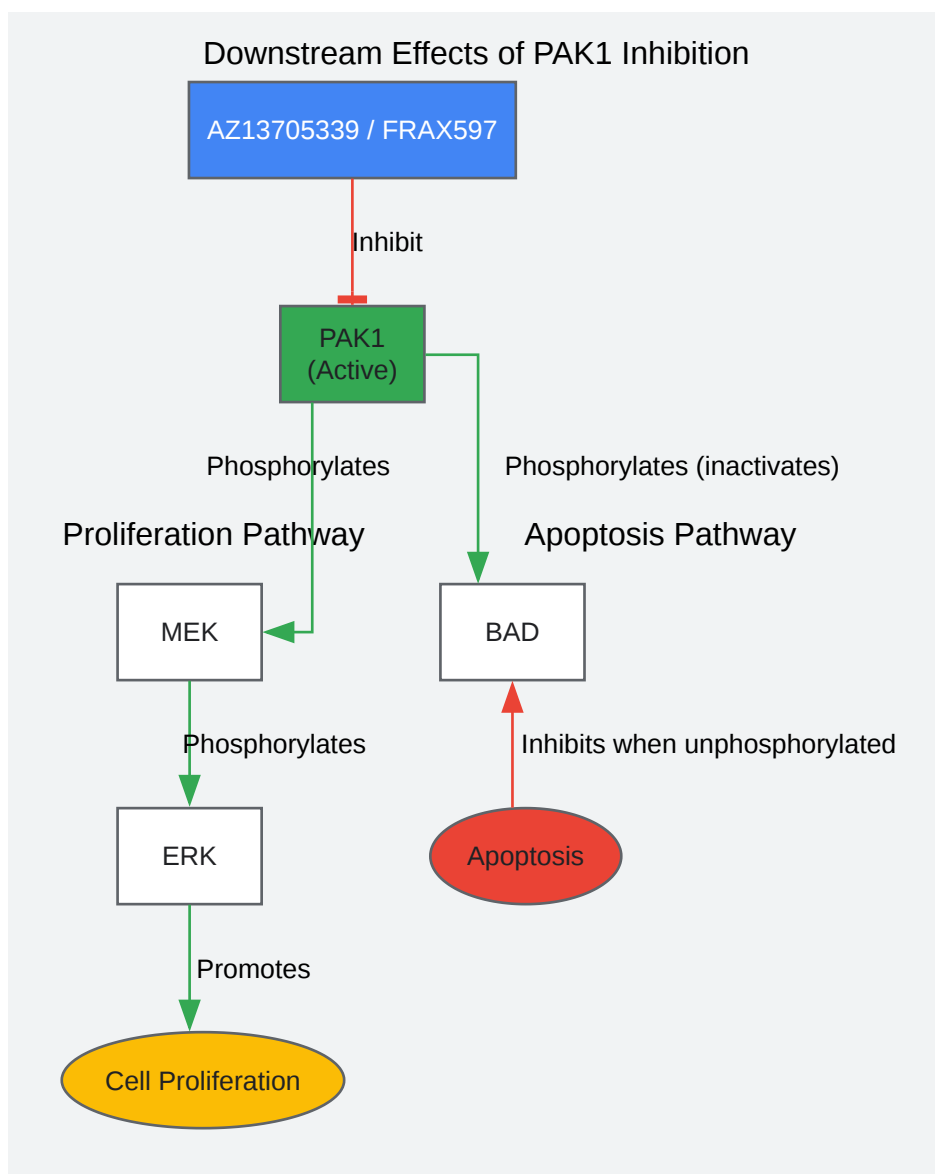 Downstream Effects of PAK1 Inhibition
AZ13705339 / FRAX597
Inhibit
PAK1
(Active)
Phosphorylates
Phosphorylates (inactivates)
Proliferation Pathway
Apoptosis Pathway
MEK
BAD
Phosphorylates
Inhibits when unphosphorylated
ERK
Apoptosis
Promotes
Cell Proliferation